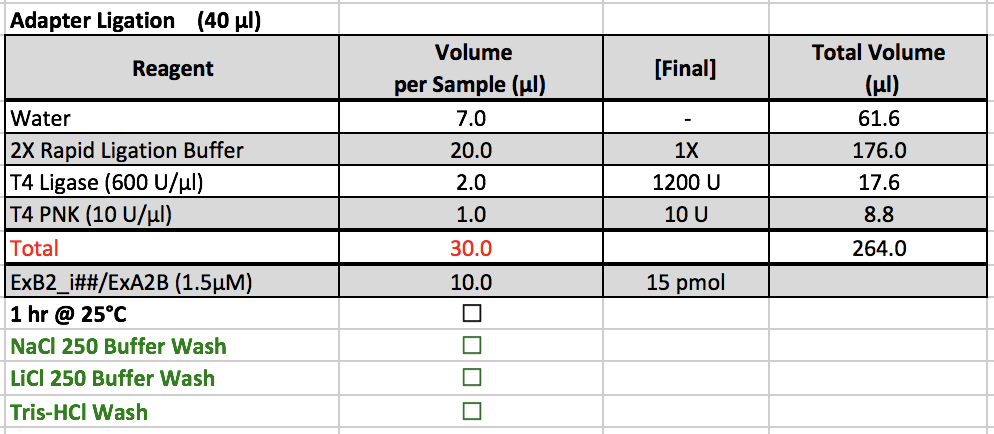 Adapter Ligation (40 µl)
Reagent Volume per Sample (µl) [Final] Total Volume (µl)
Water 7.0 - 61.6
2X Rapid Ligation Buffer 20.0 1X 176.0
T4 Ligase (600 U/µl) 2.0 1200 U 17.6
T4 PNK (10 U/µl) 1.0 10 U 8.8
Total 30.0 264.0
ExB2_i##/ExA2B (1.5µM) 10.0 15 pmol
1 hr @ 25°C ☐
NaCl 250 Buffer Wash ☐
LiCl 250 Buffer Wash ☐
Tris-HCl Wash ☐